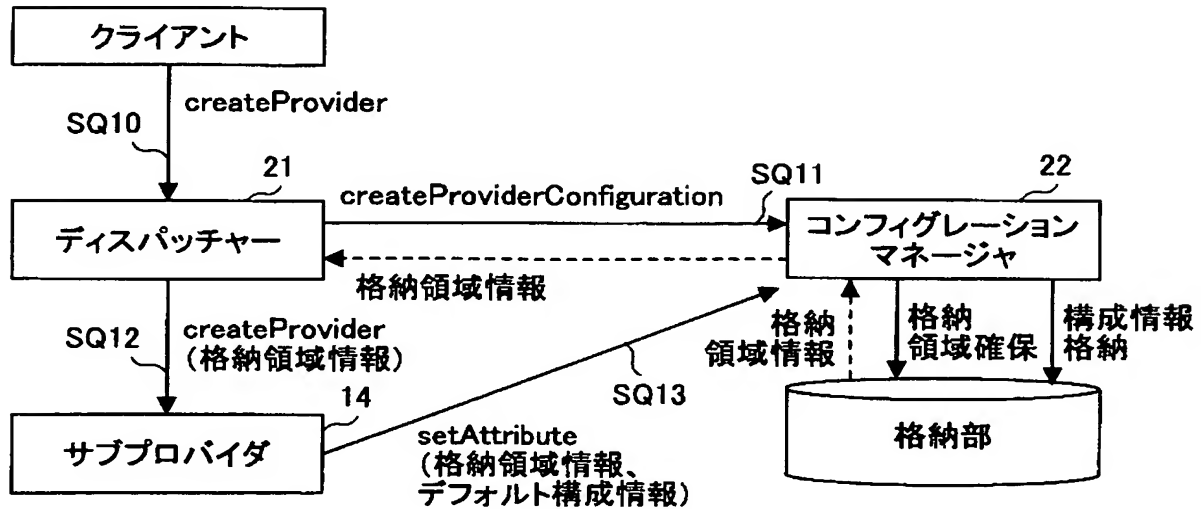 クライアント
createProvider
SQ10
21
ディスパッチャー
createProviderConfiguration
SQ11
22
コンフィグレーション
マネージャ
格納領域情報
SQ12
createProvider
(格納領域情報)
格納
領域情報
格納
領域確保
構成情報
格納
14
サブプロバイダ
SQ13
setAttribute
(格納領域情報、
デフォルト構成情報)
格納部